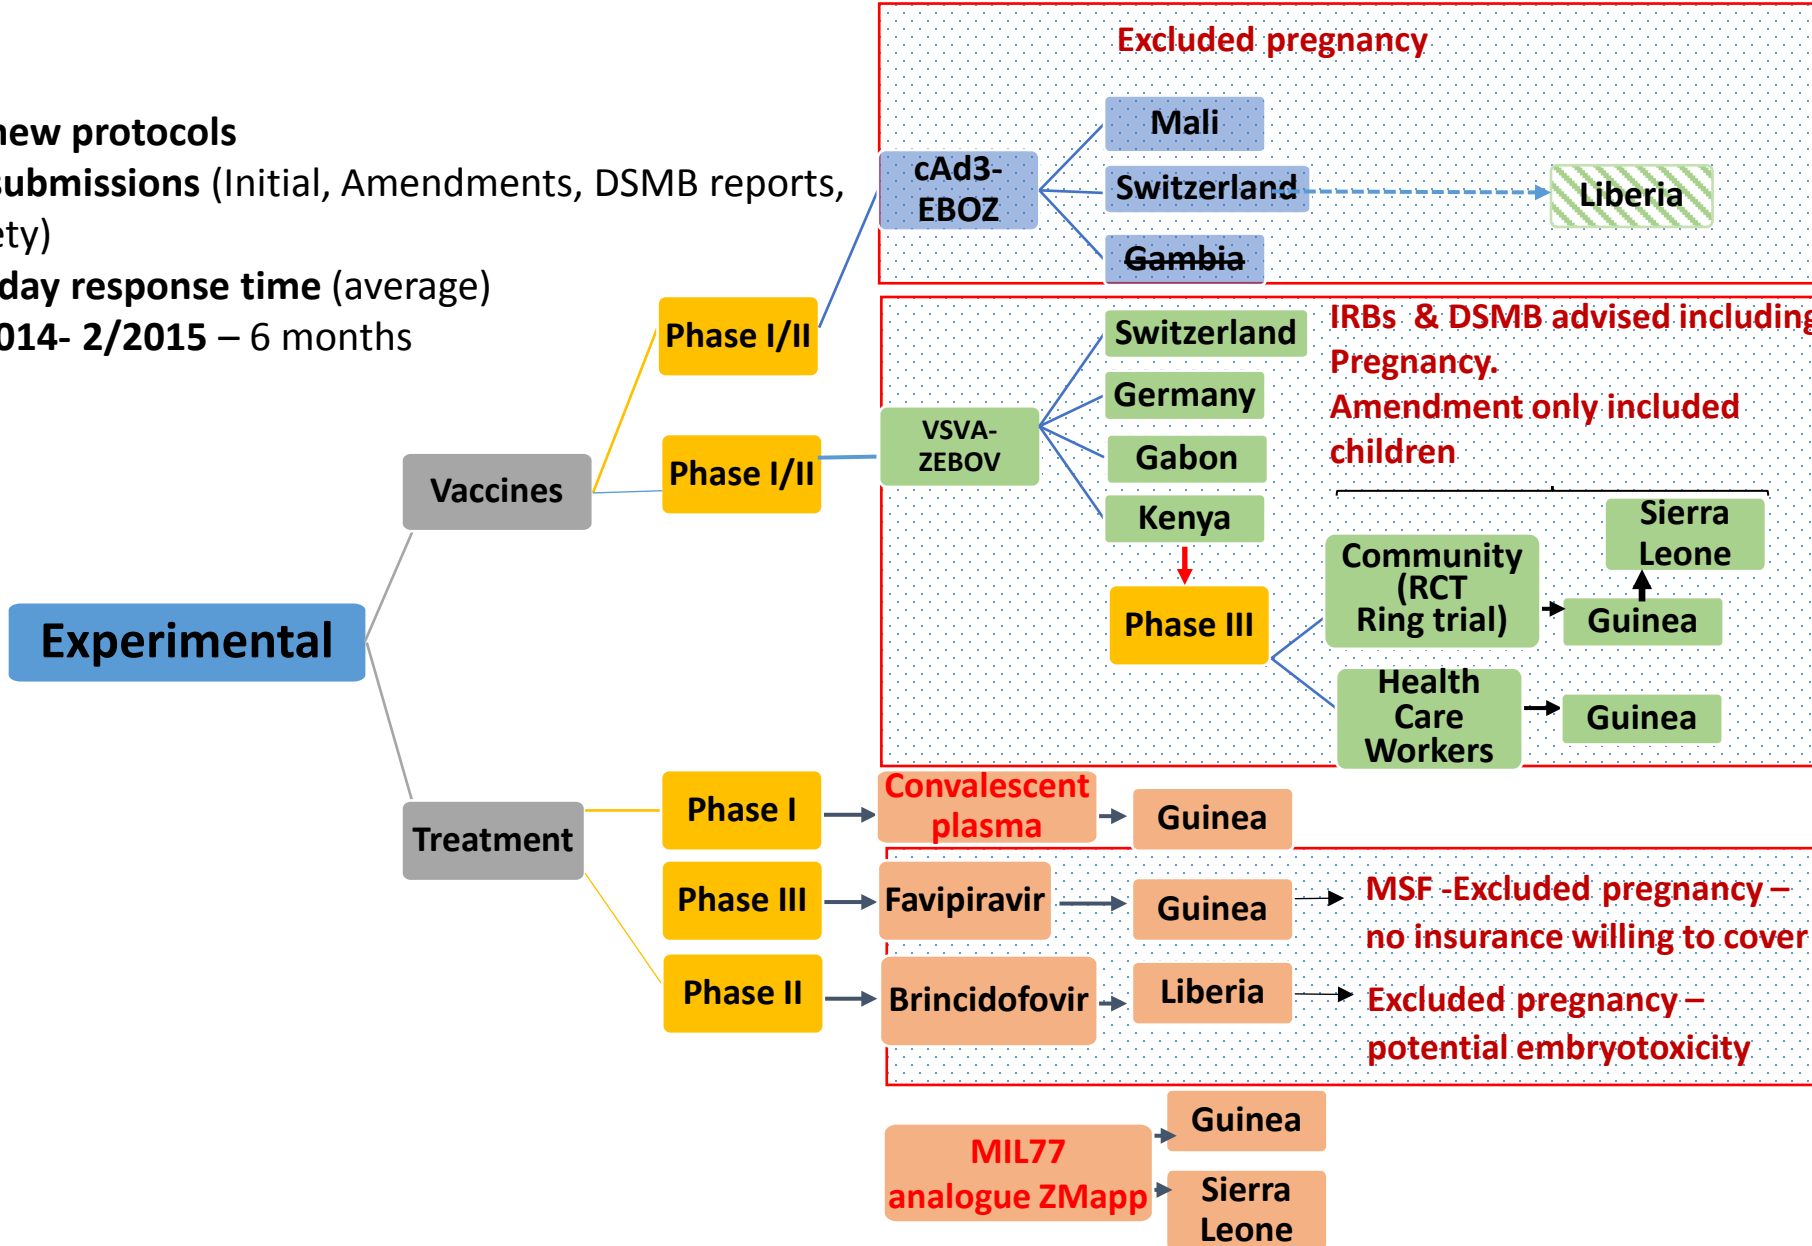 new protocols
submissions (Initial, Amendments, DSMB reports,
ety)
day response time (average)
014- 2/2015 – 6 months
Experimental
Vaccines
Treatment
Phase I/II
Phase I/II
Excluded pregnancy
cAd3-
EBOZ
Mali
Switzerland
Gambia
Liberia
VSVA-
ZEBOV
Switzerland
Germany
Gabon
Kenya
IRBs & DSMB advised including
Pregnancy.
Amendment only included
children
Phase III
Community
(RCT
Ring trial)
Guinea
Sierra
Leone
Health
Care
Workers
Guinea
Phase I
Convalescent
plasma
Guinea
Phase III
Favipiravir
Guinea
MSF -Excluded pregnancy –
no insurance willing to cover
Phase II
Brincidofovir
Liberia
Excluded pregnancy –
potential embryotoxicity
MIL77
analogue ZMapp
Guinea
Sierra
Leone